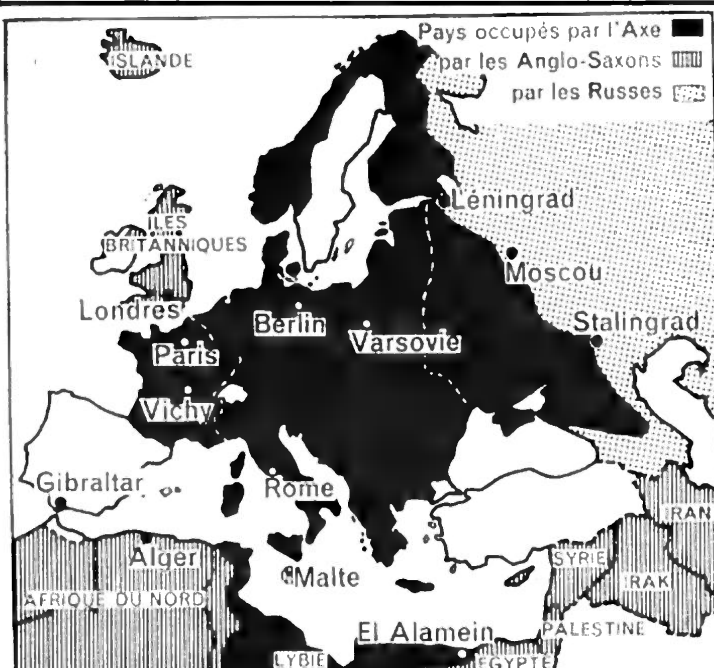 Pays occupés par l'Axe
par les Anglo-Saxons
par les Russes
ISLANDE
ILES
BRITANNIQUES
Léningrad
Moscou
Londres
Berlin
Varsovie
Stalingrad
Paris
Vichy
Gibraltar
Rome
IRAN
Alger
Malte
SYRIE
IRAK
AFRIQUE DU NORD
El Alamein
PALESTINE
LYBIE
EGYPTE